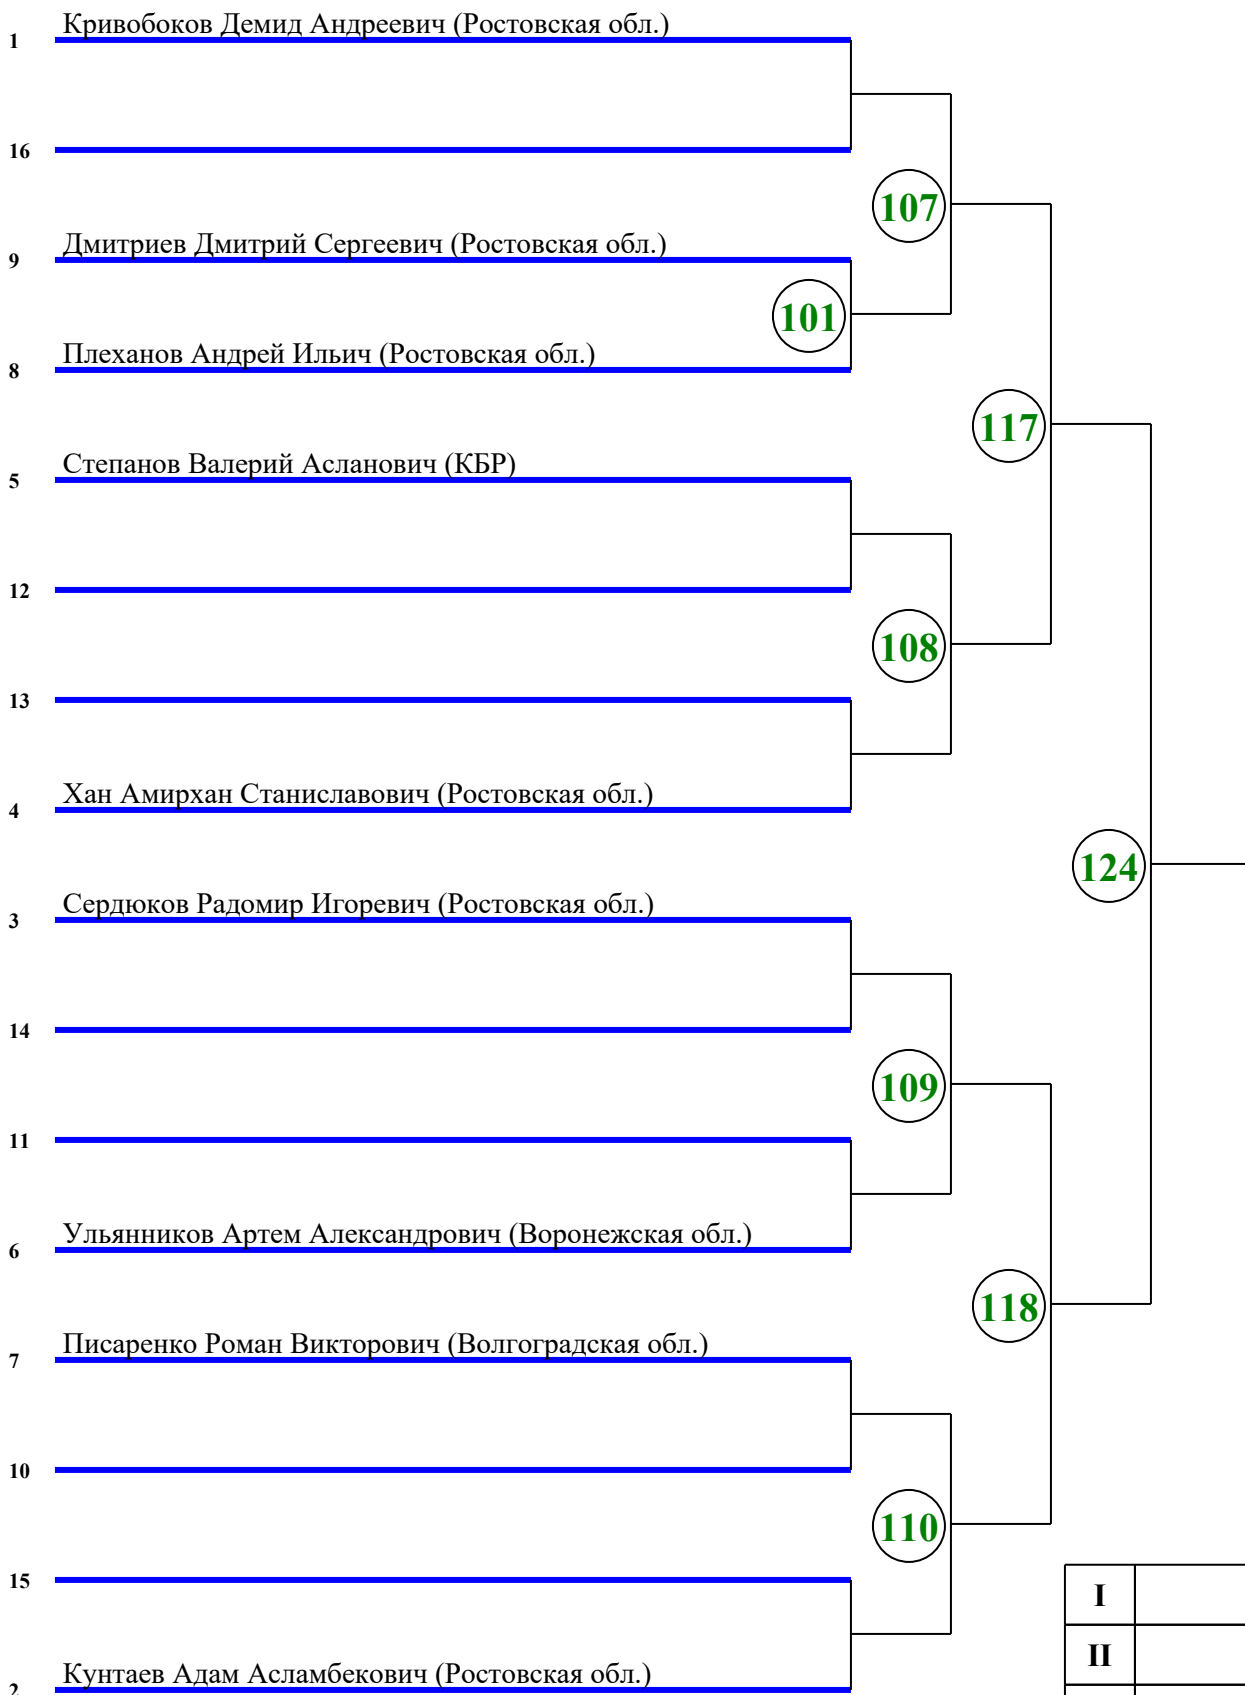 Кривобоков Демид Андреевич (Ростовская обл.)
1
16
107
Дмитриев Дмитрий Сергеевич (Ростовская обл.)
9
101
Плеханов Андрей Ильич (Ростовская обл.)
8
117
Степанов Валерий Асланович (КБР)
5
12
108
13
Хан Амирхан Станиславович (Ростовская обл.)
4
124
Сердюков Радомир Игоревич (Ростовская обл.)
3
14
109
11
Ульянников Артем Александрович (Воронежская обл.)
6
118
Писаренко Роман Викторович (Волгоградская обл.)
7
10
110
15
I
II
Кунтаев Адам Асламбекович (Ростовская обл.)
2